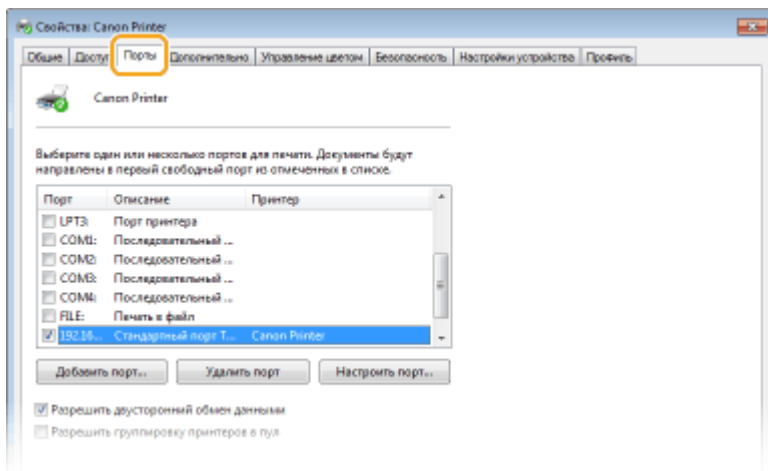 Свойства: Canon Printer
Общие Доступ Порты Дополнительно Управление цветом Безопасность Настройки устройства Профиль
Canon Printer
Выберите один или несколько портов для печати. Документы будут
направлены в первый свободный порт из отмеченных в списке.
Порт Описание Принтер
LPT3: Порт принтера
COM1: Последовательный ...
COM2: Последовательный ...
COM3: Последовательный ...
COM4: Последовательный ...
FILE: Печать в файл
192.16... Стандартный порт T... Canon Printer
Добавить порт... Удалить порт Настроить порт...
Разрешить двусторонний обмен данными
Разрешить группировку принтеров в пул